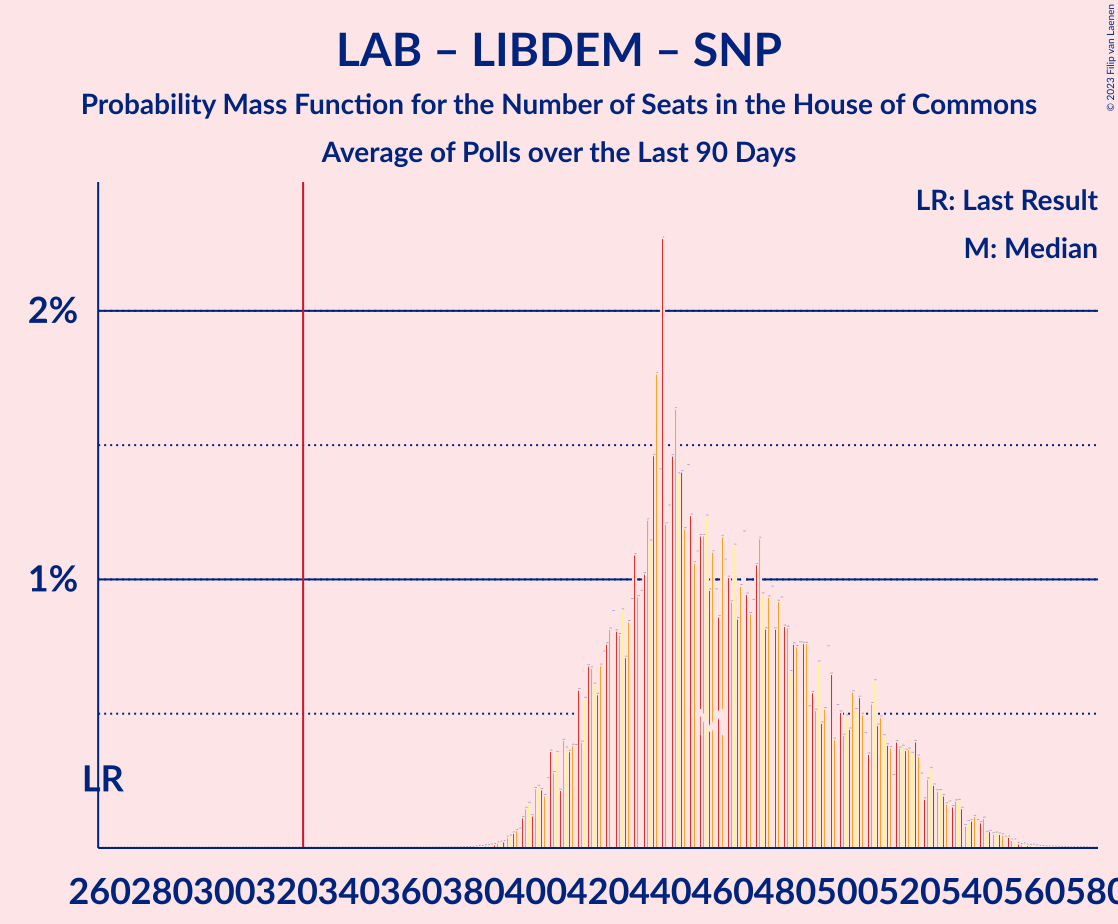 LAB – LIBDEM – SNP
Probability Mass Function for the Number of Seats in the House of Commons
Average of Polls over the Last 90 Days
© 2023 Filip van Laenen
LR: Last Result
M: Median
2%
1%
M
LR
260280300320340360380400420440460480500520540560580